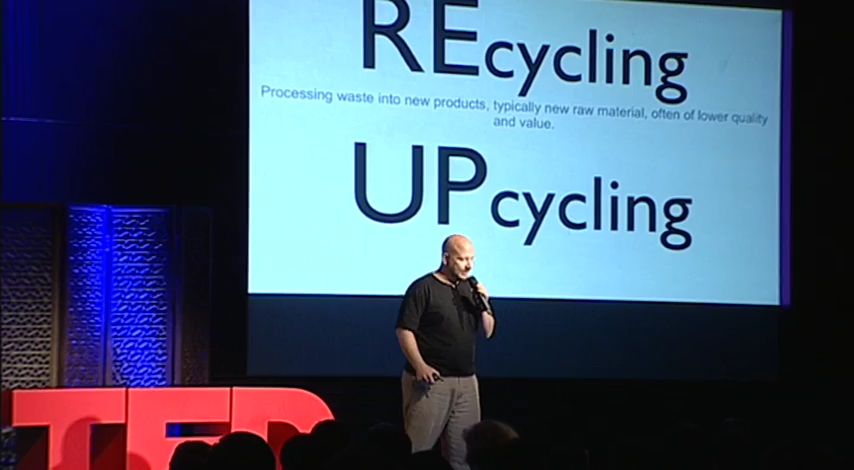 REcycling
Processing waste into new products, typically new raw material, often of lower quality
and value.
UPcycling
TED